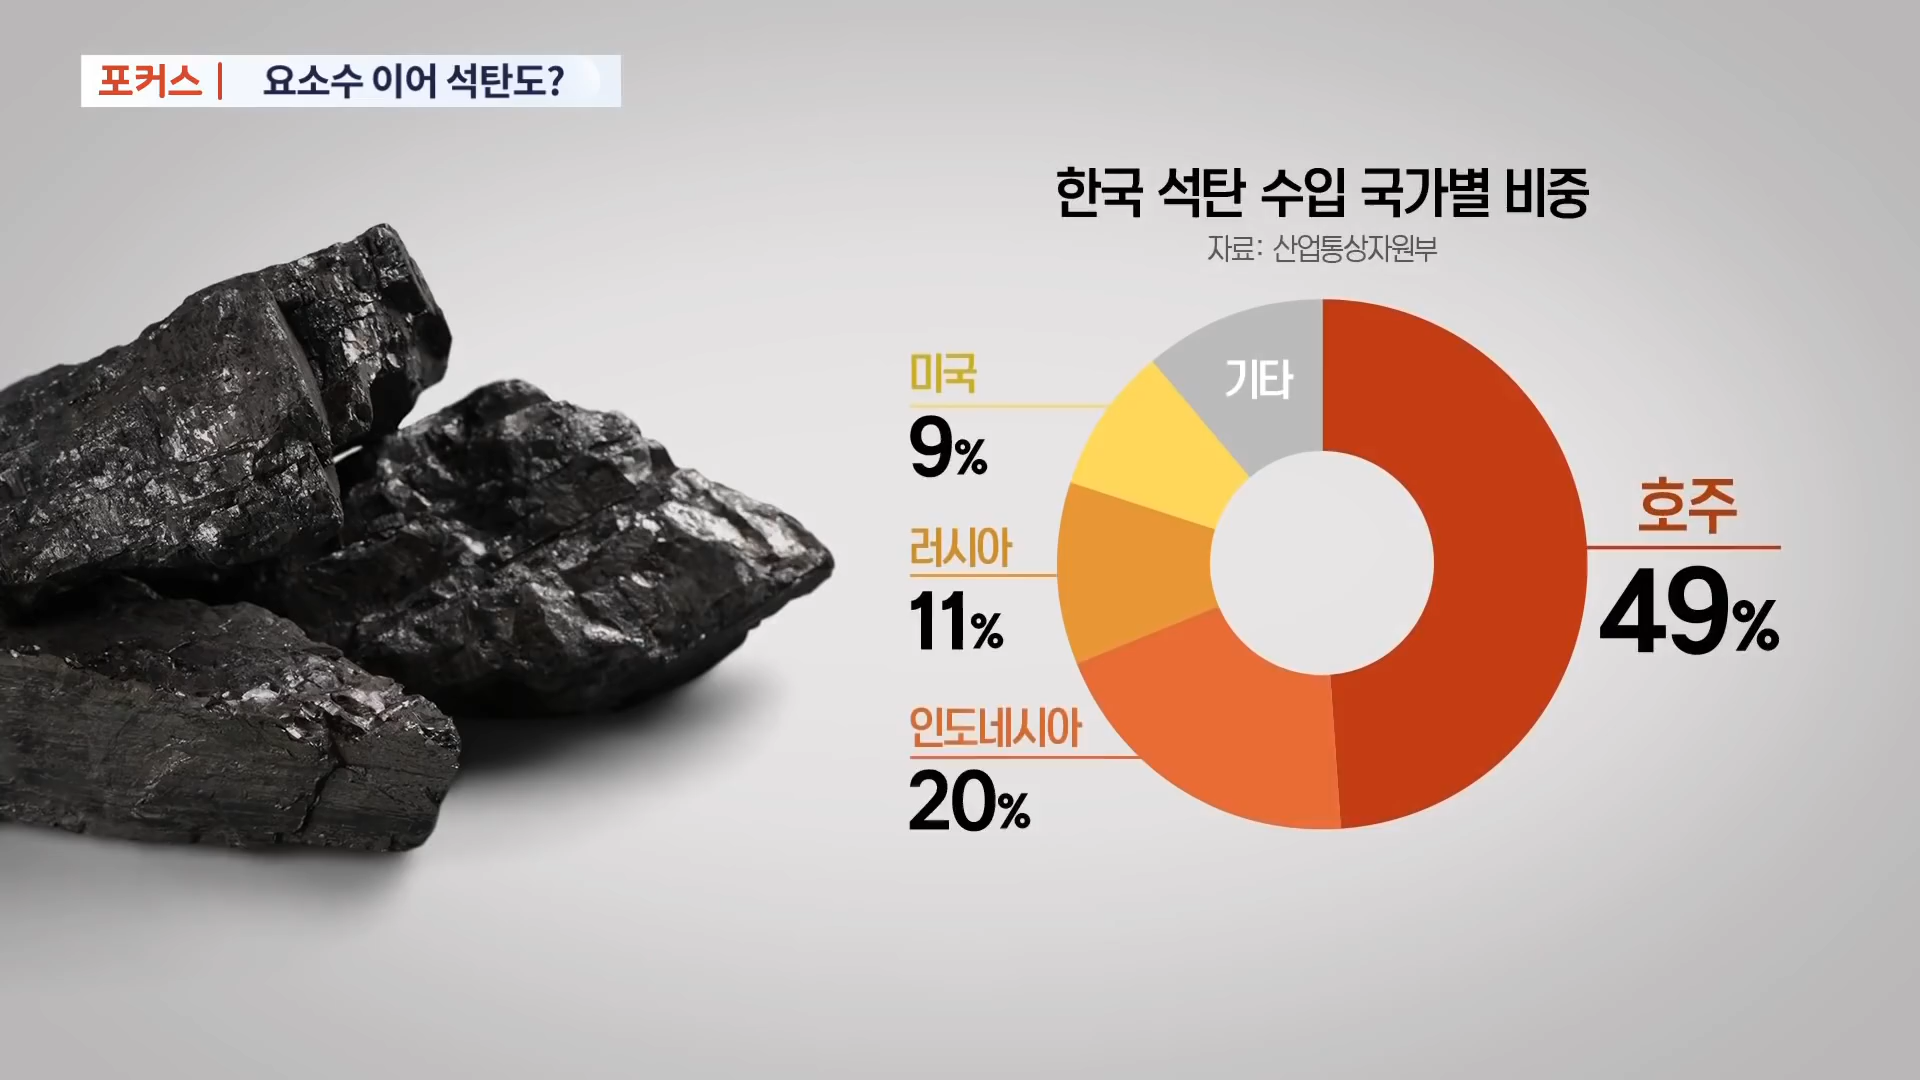 포커스 | 요소수 이어 석탄도?
한국 석탄 수입 국가별 비중
자료: 산업통상자원부
기타
미국
9%
러시아
11%
인도네시아
20%
호주
49%